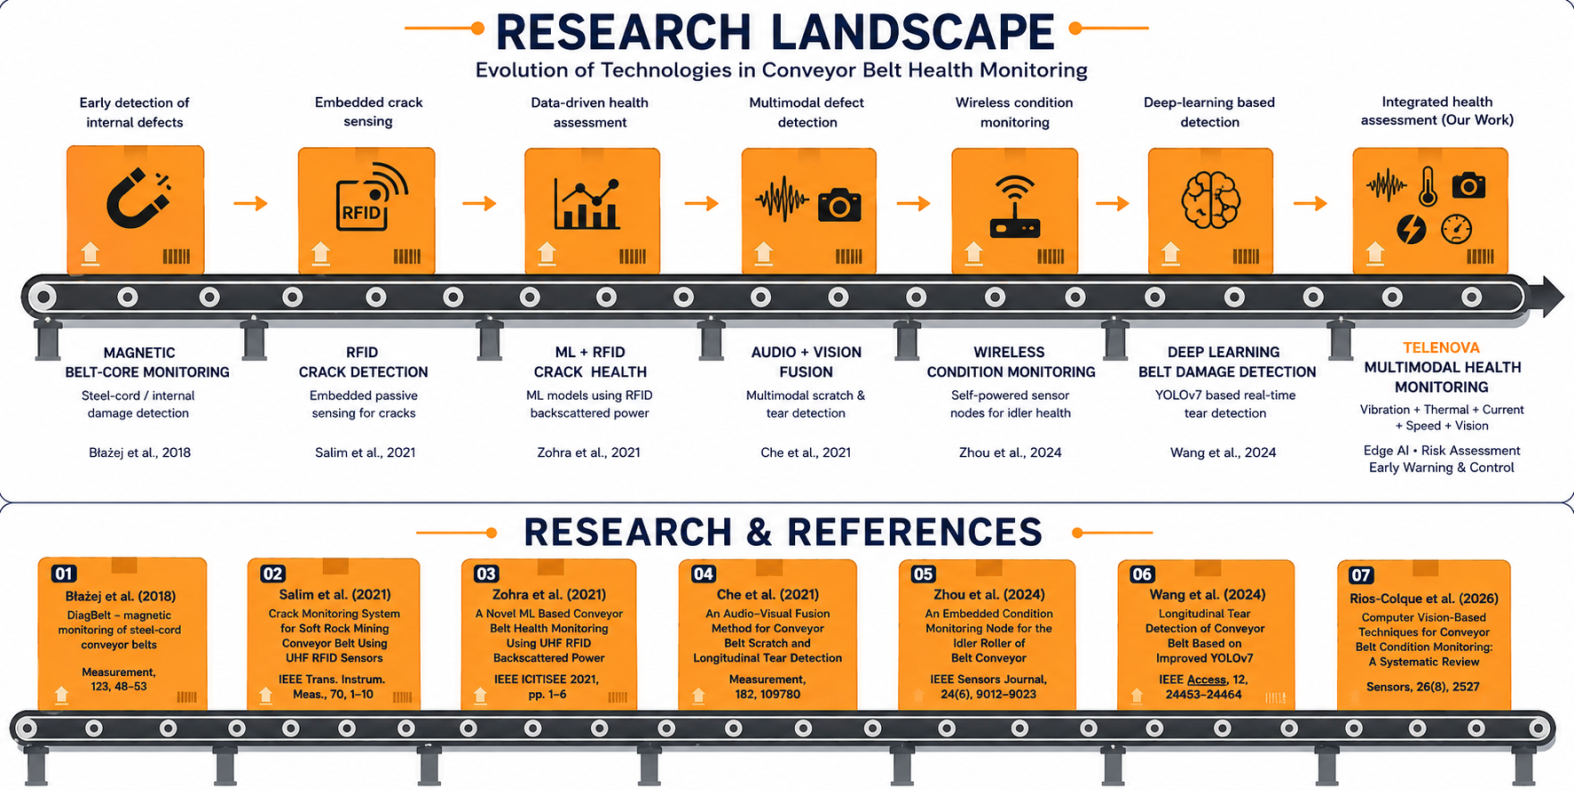 RESEARCH LANDSCAPE
Evolution of Technologies in Conveyor Belt Health Monitoring
Early detection of
internal defects
Embedded crack
sensing
Data-driven health
assessment
Multimodal defect
detection
Wireless condition
monitoring
Deep-learning based
detection
Integrated health
assessment (Our Work)
RFID
MAGNETIC
BELT-CORE MONITORING
Steel-cord / internal
damage detection
Błażej et al., 2018
RFID
CRACK DETECTION
Embedded passive
sensing for cracks
Salim et al., 2021
ML + RFID
CRACK HEALTH
ML models using RFID
backscattered power
Zohra et al., 2021
AUDIO + VISION
FUSION
Multimodal scratch &
tear detection
Che et al., 2021
WIRELESS
CONDITION MONITORING
Self-powered sensor
nodes for idler health
Zhou et al., 2024
DEEP LEARNING
BELT DAMAGE DETECTION
YOLOv7 based real-time
tear detection
Wang et al., 2024
TELENOVA
MULTIMODAL HEALTH
MONITORING
Vibration + Thermal + Current
+ Speed + Vision
Edge AI • Risk Assessment
Early Warning & Control
RESEARCH & REFERENCES
01
Błażej et al. (2018)
DiagBelt – magnetic
monitoring of steel-cord
conveyor belts
Measurement,
123, 48–53
02
Salim et al. (2021)
Crack Monitoring System
for Soft Rock Mining
Conveyor Belt Using
UHF RFID Sensors
IEEE Trans. Instrum.
Meas., 70, 1–10
03
Zohra et al. (2021)
A Novel ML Based Conveyor
Belt Health Monitoring
Using UHF RFID
Backscattered Power
IEEE ICITISEE 2021,
pp. 1–6
04
Che et al. (2021)
An Audio–Visual Fusion
Method for Conveyor
Belt Scratch and
Longitudinal Tear Detection
Measurement,
182, 109780
05
Zhou et al. (2024)
An Embedded Condition
Monitoring Node for the
Idler Roller of
Belt Conveyor
IEEE Sensors Journal,
24(6), 9012–9023
06
Wang et al. (2024)
Longitudinal Tear
Detection of Conveyor
Belt Based on
Improved YOLOv7
IEEE Access, 12,
24453–24464
07
Rios-Colque et al. (2026)
Computer Vision-Based
Techniques for Conveyor
Belt Condition Monitoring:
A Systematic Review
Sensors, 26(8), 2527